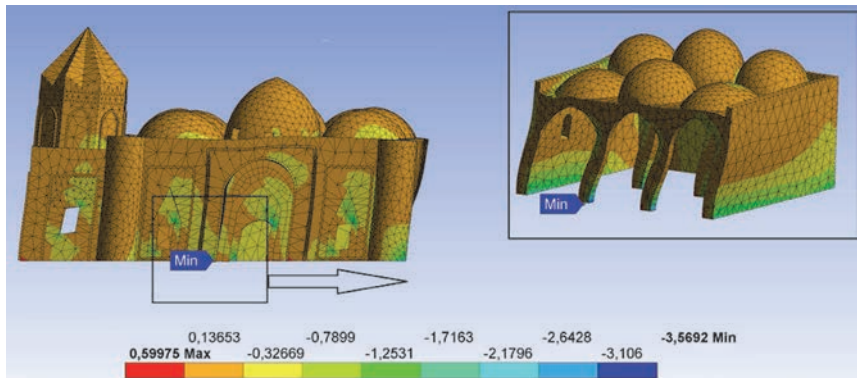 Min
Min
0,13653 -0,7899 -1,7163 -2,6428 -3,5692 Min
0,59975 Max -0,32669 -1,2531 -2,1796 -3,106